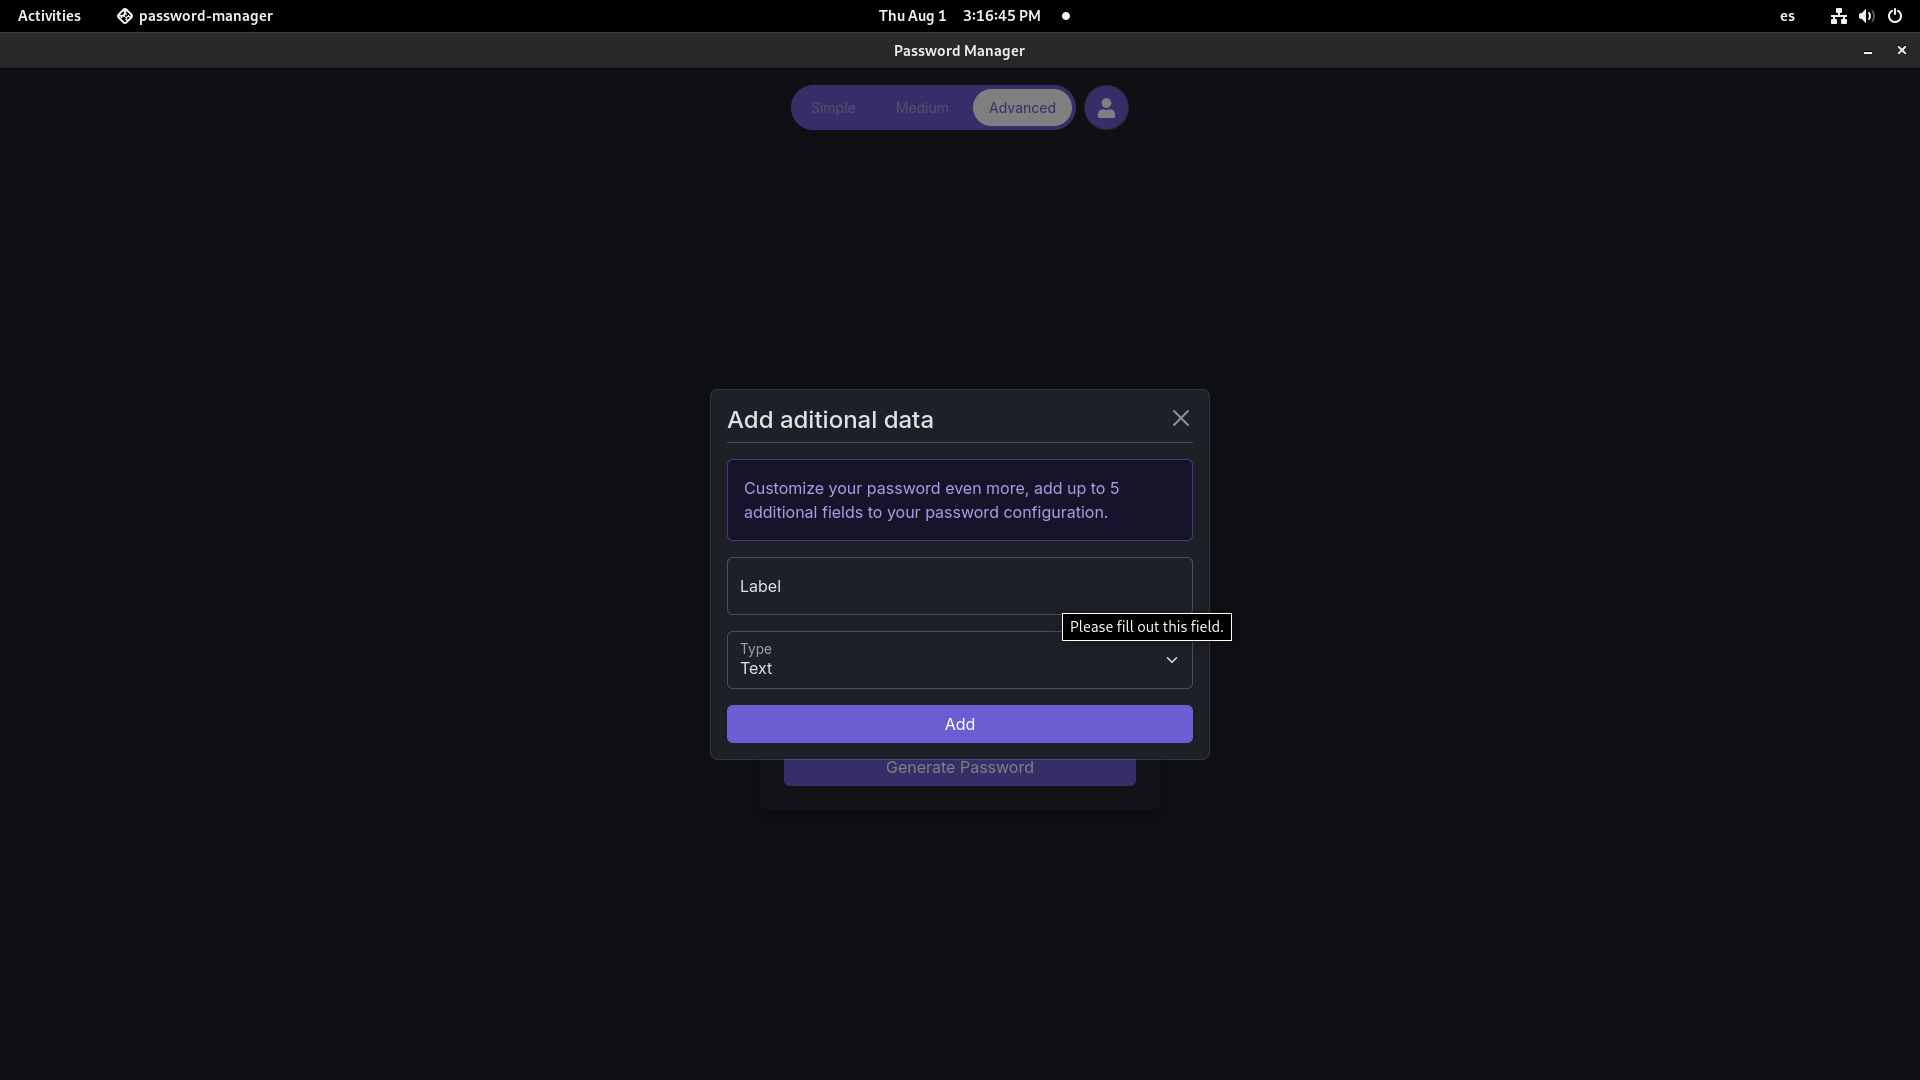 Activities password-manager Thu Aug 1 3:16:45 PM es
Password Manager
Simple Medium Advanced
Add aditional data
Customize your password even more, add up to 5
additional fields to your password configuration.
Label
Please fill out this field.
Type
Text
Add
Generate Password